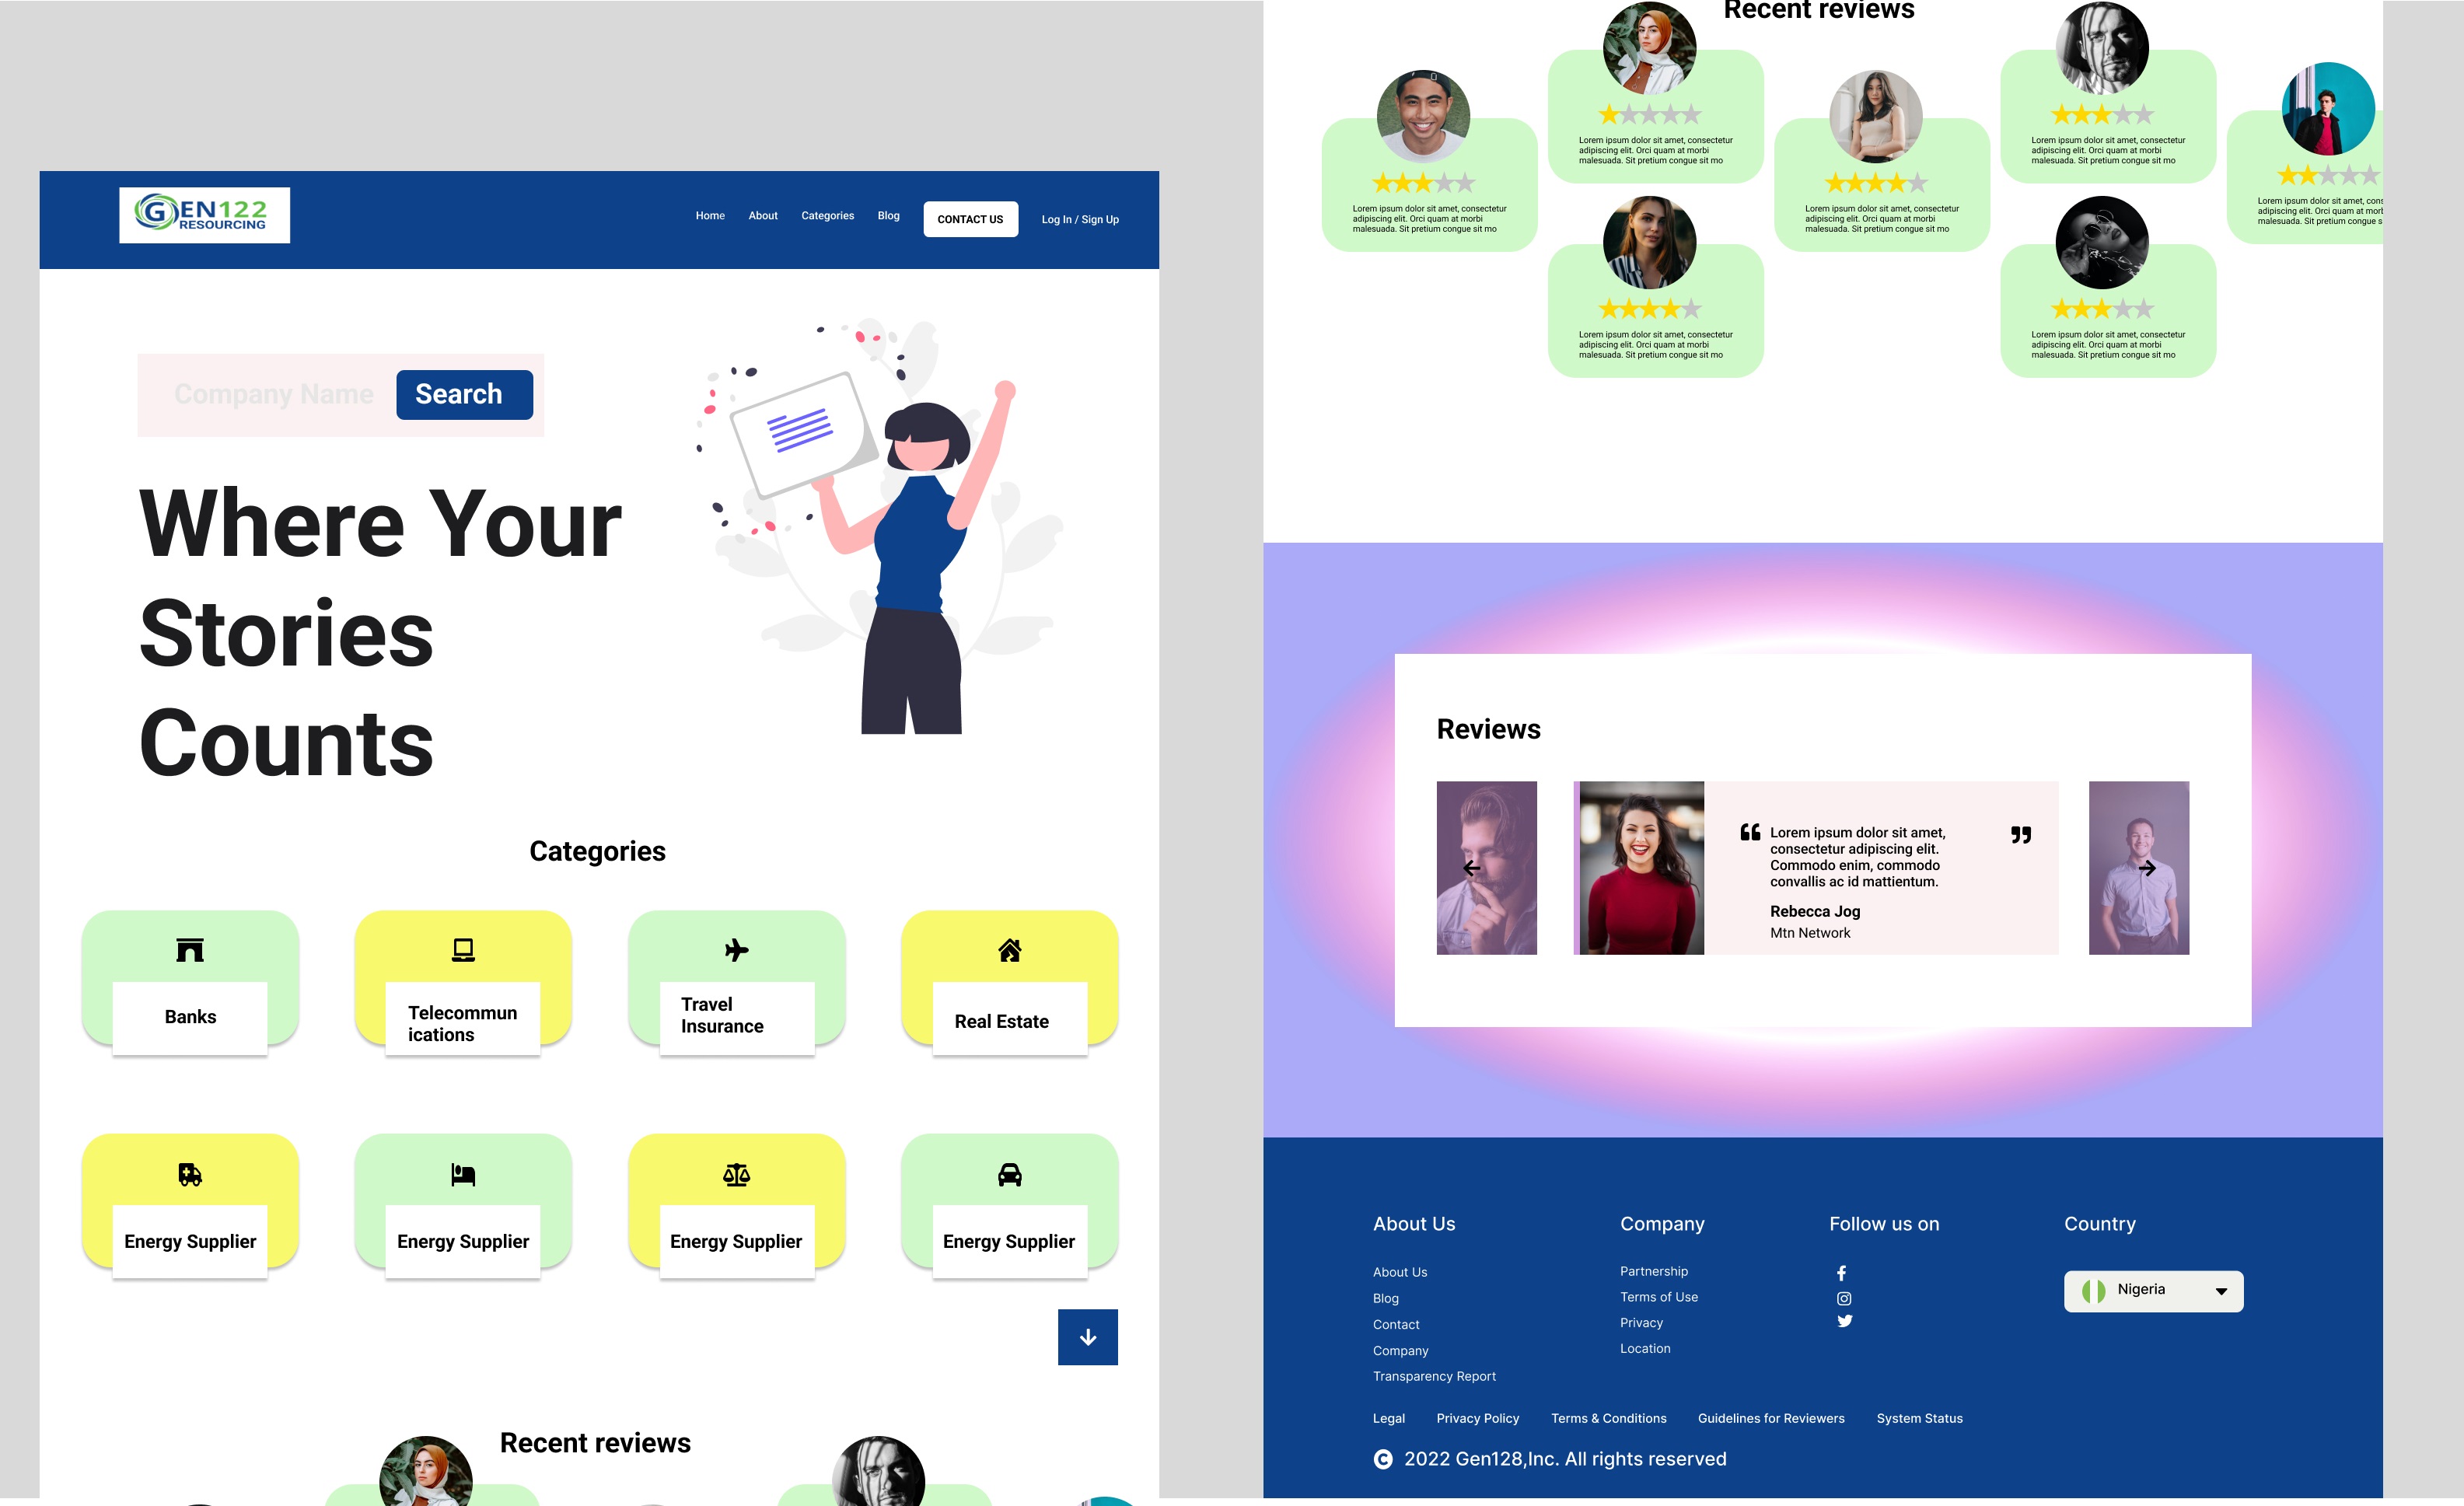 GEN122
RESOURCING
Home
About
Categories
Blog
CONTACT US
Log In / Sign Up
Company Name
Search
Where Your
Stories
Counts
Categories
Banks
Telecommun
ications
Travel
Insurance
Real Estate
Energy Supplier
Energy Supplier
Energy Supplier
Energy Supplier
Recent reviews
Recent reviews
Lorem ipsum dolor sit amet, consectetur
adipiscing elit. Orci quam at morbi
malesuada. Sit pretium congue sit mo
Lorem ipsum dolor sit amet, consectetur
adipiscing elit. Orci quam at morbi
malesuada. Sit pretium congue sit mo
Lorem ipsum dolor sit amet, consectetur
adipiscing elit. Orci quam at morbi
malesuada. Sit pretium congue sit mo
Lorem ipsum dolor sit amet, consectetur
adipiscing elit. Orci quam at morbi
malesuada. Sit pretium congue sit mo
Lorem ipsum dolor sit amet, consectetur
adipiscing elit. Orci quam at morbi
malesuada. Sit pretium congue sit mo
Lorem ipsum dolor sit amet, consectetur
adipiscing elit. Orci quam at morbi
malesuada. Sit pretium congue sit mo
Lorem ipsum dolor sit amet, cons
adipiscing elit. Orci quam at mor
malesuada. Sit pretium congue s
Reviews
“ Lorem ipsum dolor sit amet, ”
consectetur adipiscing elit.
Commodo enim, commodo
convallis ac id mattientum.
Rebecca Jog
Mtn Network
About Us
About Us
Blog
Contact
Company
Transparency Report
Company
Partnership
Terms of Use
Privacy
Location
Follow us on
Country
Nigeria
Legal
Privacy Policy
Terms & Conditions
Guidelines for Reviewers
System Status
© 2022 Gen128,Inc. All rights reserved